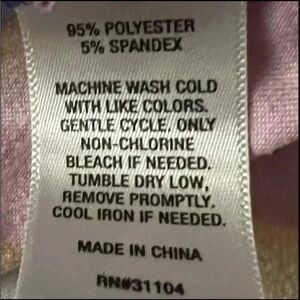 95% POLYESTER
5% SPANDEX
MACHINE WASH COLD
WITH LIKE COLORS.
GENTLE CYCLE, ONLY
NON-CHLORINE
BLEACH IF NEEDED.
TUMBLE DRY LOW,
REMOVE PROMPTLY.
COOL IRON IF NEEDED.
MADE IN CHINA
RN#31104